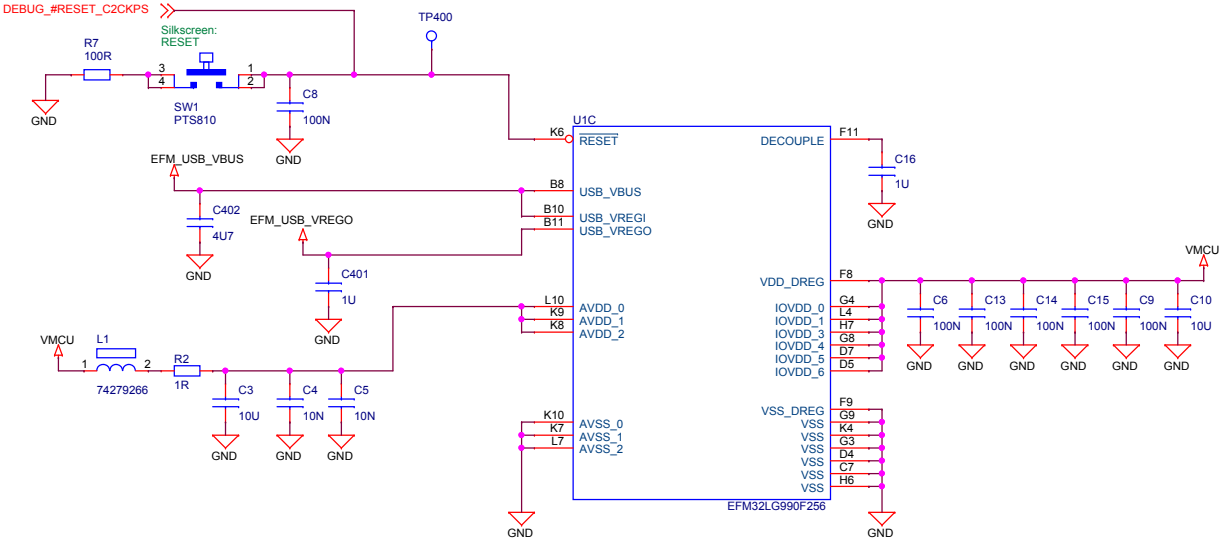 DEBUG_#RESET_C2CKPS
TP400
Silkscreen:
RESET
R7
100R
3
4
1
2
SW1
PTS810
C8
100N
GND
GND
U1C
K6
RESET
DECOUPLE
F11
C16
1U
GND
EFM_USB_VBUS
B8
USB_VBUS
B10
USB_VREGI
B11
USB_VREGO
C402
4U7
GND
EFM_USB_VREGO
C401
1U
GND
VMCU
VDD_DREG
F8
L10
AVDD_0
K9
AVDD_1
K8
AVDD_2
IOVDD_0
G4
IOVDD_1
L4
IOVDD_3
H7
IOVDD_4
G8
IOVDD_5
D7
IOVDD_6
D5
C6
100N
C13
100N
C14
100N
C15
100N
C9
100N
C10
10U
GND
GND
GND
GND
GND
GND
VMCU
L1
1
2
74279266
R2
1R
C3
10U
C4
10N
C5
10N
GND
GND
GND
K10
AVSS_0
K7
AVSS_1
L7
AVSS_2
VSS_DREG
F9
VSS
G9
VSS
K4
VSS
G3
VSS
D4
VSS
C7
VSS
H6
EFM32LG990F256
GND
GND